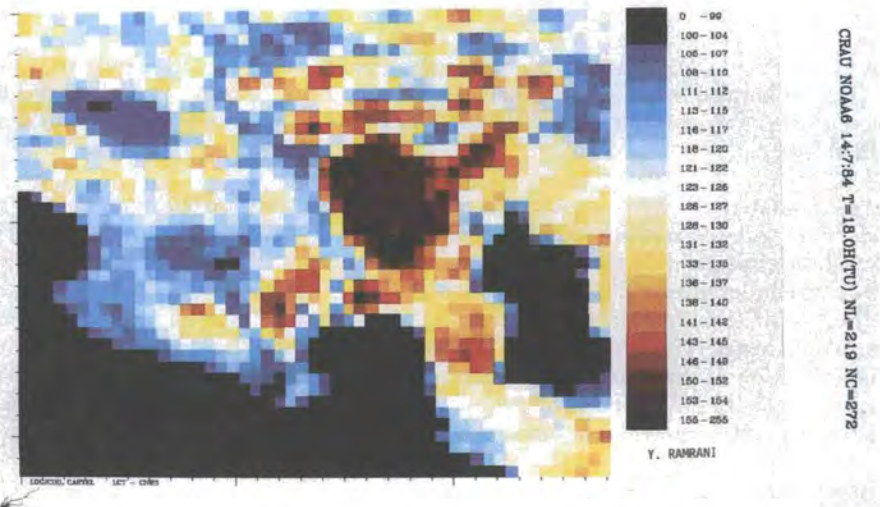 0 - 99
100 - 104
105 - 107
108 - 110
111 - 112
113 - 115
116 - 117
118 - 120
121 - 122
123 - 125
126 - 127
128 - 130
131 - 132
133 - 135
136 - 137
138 - 140
141 - 142
143 - 145
146 - 149
150 - 152
153 - 154
155 - 255
Y. RAMRANI
CRAU NOAA6 14:7:84 T=18.0H(TU) NL=219 NC=272